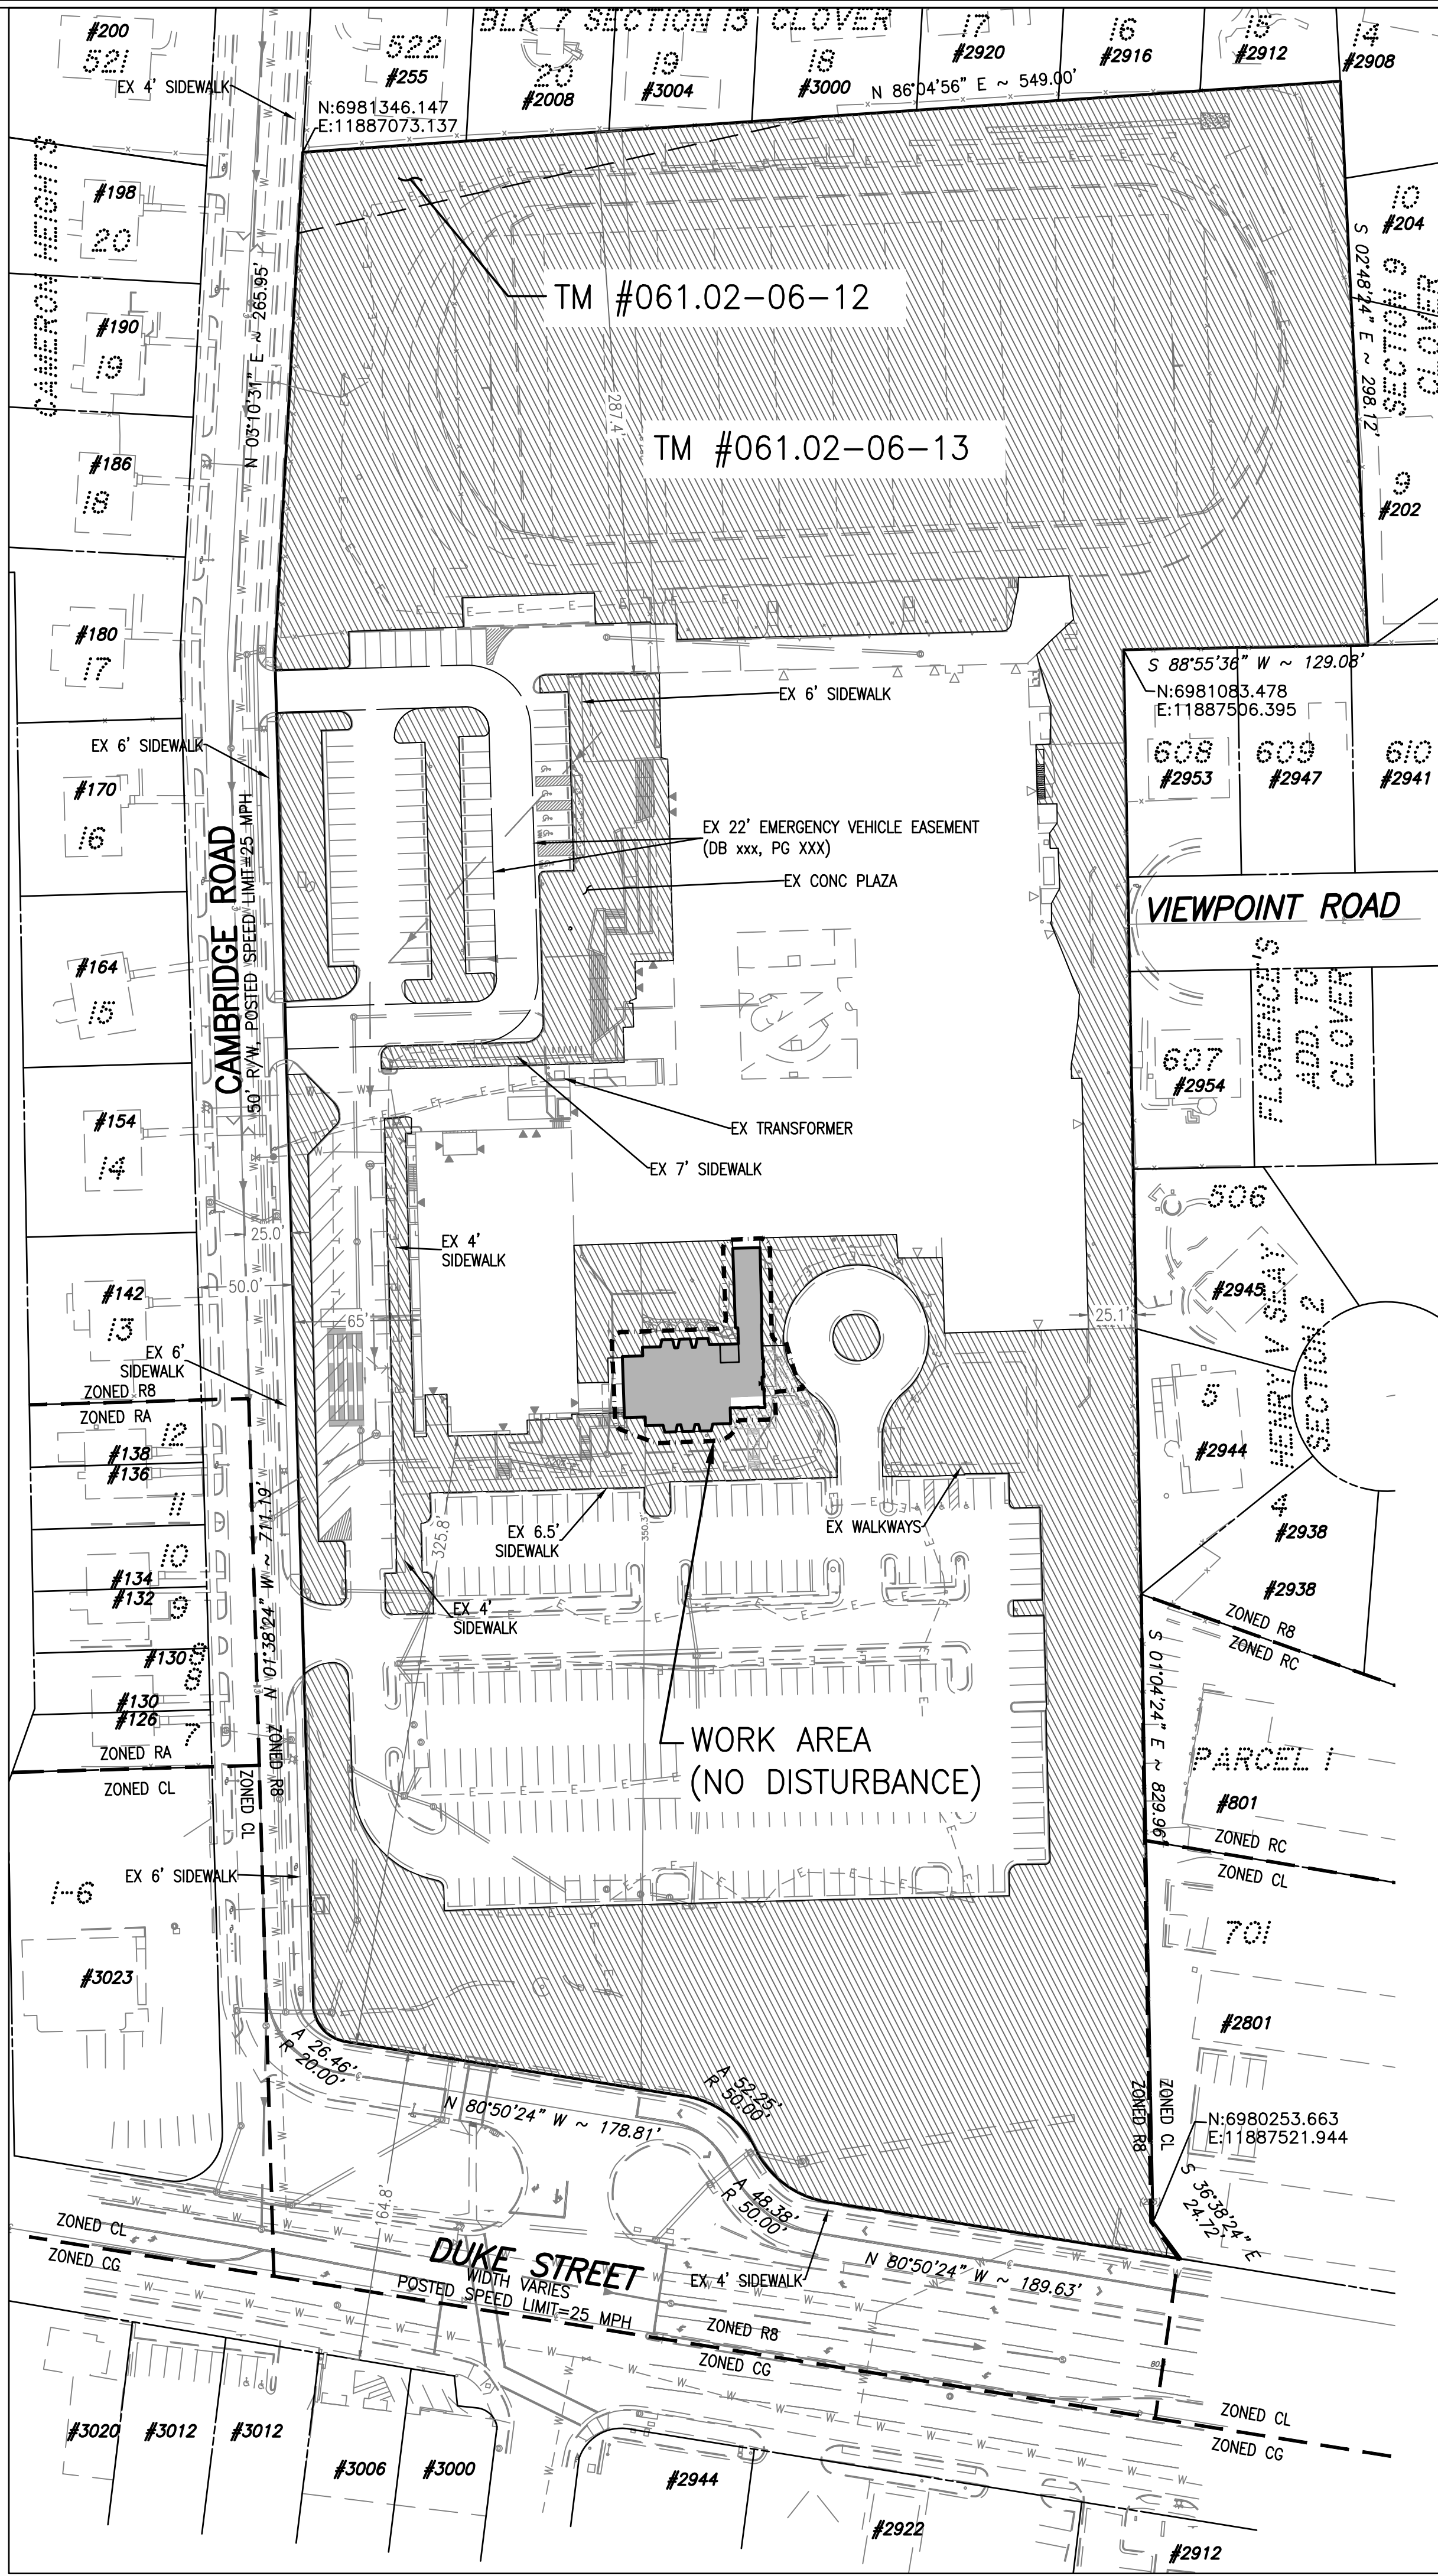 BLK 7 SECTION 13 CLOVER
#200
521
522
#255
20
#2008
19
#3004
18
#3000
17
#2920
16
#2916
15
#2912
14
#2908
EX 4' SIDEWALK
N:6981346.147
E:11887073.137
N 86°04'56" E ~ 549.00'
CAMERON HEIGHTS
#198
20
#190
19
#186
18
#180
17
#170
16
#164
15
#154
14
#142
13
N 03°10'31" E ~ 265.95'
TM #061.02-06-12
TM #061.02-06-13
287.4'
S 02°48'24" E ~ 298.12'
10
#204
SECTION 6
CLOVER
9
#202
S 88°55'36" W ~ 129.08'
N:6981083.478
E:11887506.395
608
#2953
609
#2947
610
#2941
EX 6' SIDEWALK
EX 6' SIDEWALK
EX 22' EMERGENCY VEHICLE EASEMENT
(DB xxx, PG XXX)
EX CONC PLAZA
CAMBRIDGE ROAD
50' R/W, POSTED SPEED LIMIT=25 MPH
VIEWPOINT ROAD
FLORENCE'S
ADD. TO
CLOVER
607
#2954
EX TRANSFORMER
EX 7' SIDEWALK
506
#2945
HENRY V SLAY
SECTION 2
25.0'
50.0'
65'
25.1'
EX 4'
SIDEWALK
EX 6'
SIDEWALK
ZONED R8
ZONED RA
12
#138
#136
11
10
#134
#132
9
#130
8
8
#130
#126
7
ZONED RA
ZONED CL
N 01°38'24" W ~ 711.19'
ZONED R8
ZONED CL
5
#2944
4
#2938
#2938
325.8'
350.3'
EX 6.5'
SIDEWALK
EX WALKWAYS
EX 4'
SIDEWALK
ZONED R8
ZONED RC
S 01°04'24" E ~ 829.96'
WORK AREA
(NO DISTURBANCE)
PARCEL 1
#801
ZONED RC
ZONED CL
EX 6' SIDEWALK
1-6
#3023
701
#2801
A 26.46'
R 20.00'
N 80°50'24" W ~ 178.81'
A 52.25'
R 50.00'
A 48.38'
R 50.00'
ZONED R8
ZONED CL
N:6980253.663
E:11887521.944
S 36°38'24" E
24.72'
164.8'
N 80°50'24" W ~ 189.63'
EX 4' SIDEWALK
ZONED CL
ZONED CG
DUKE STREET
WIDTH VARIES
POSTED SPEED LIMIT=25 MPH
ZONED R8
ZONED CG
ZONED CL
ZONED CG
#3020
#3012
#3012
#3006
#3000
#2944
#2922
#2912